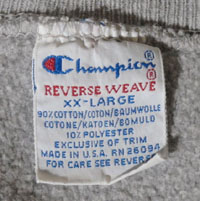 Champion®
REVERSE WEAVE®
XX-LARGE
90% COTTON/COTON/BAUMWOLLE
COTONE/KATOEN/BOMULD
10% POLYESTER
EXCLUSIVE OF TRIM
MADE IN U.S.A. RN 26094
FOR CARE SEE REVERSE